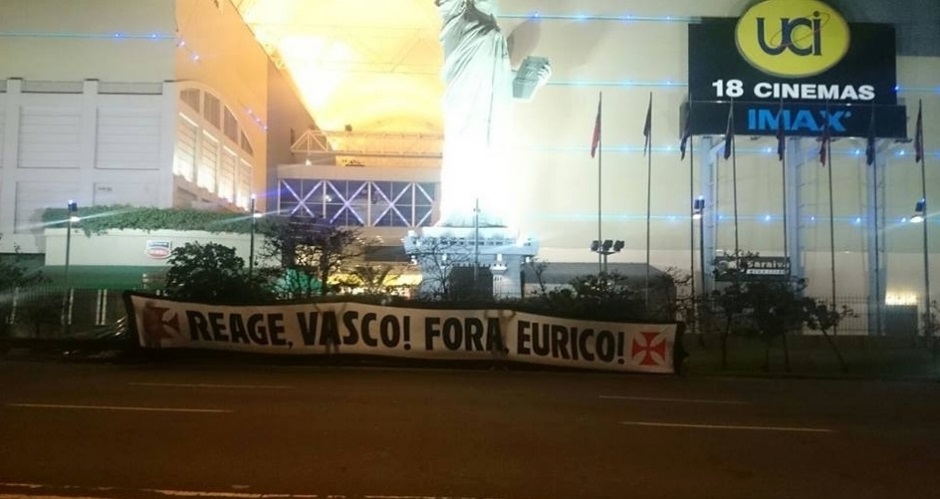 UCI
18 CINEMAS
IMAX
saraiva
REAGE, VASCO! FORA, EURICO!